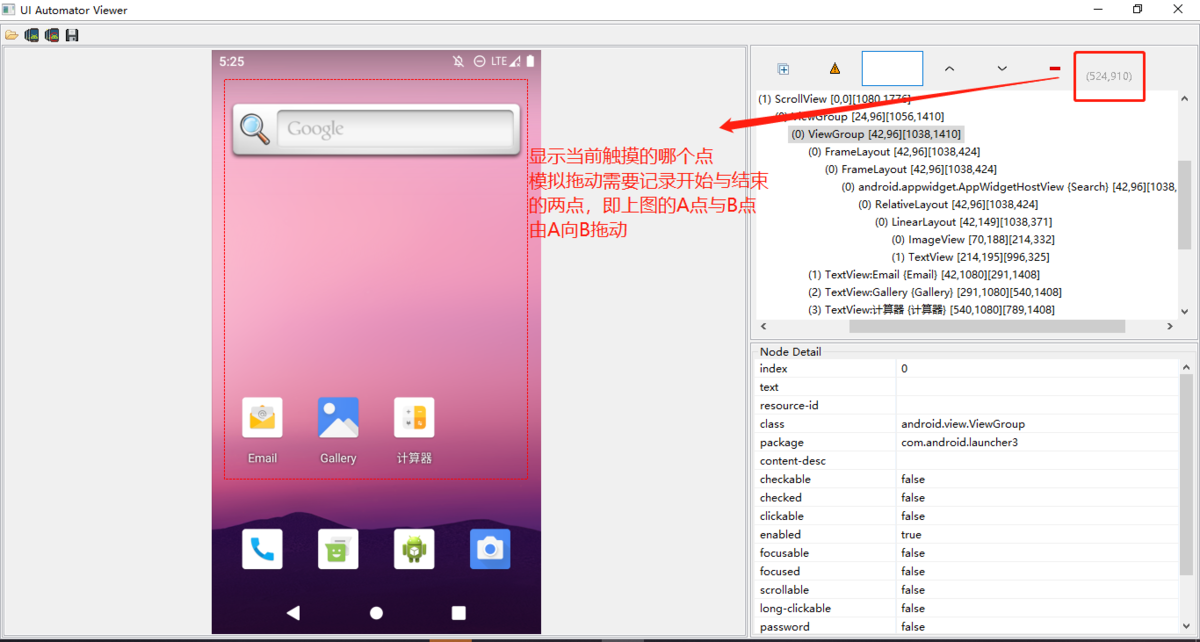 UI Automator Viewer
5:25
LTE
Google
显示当前触摸的哪个点
模拟拖动需要记录开始与结束
的两点，即上图的A点与B点
由A向B拖动
Email
Gallery
计算器
(524,910)
(1) ScrollView [0,0][1080,1776]
(0) ViewGroup [24,96][1056,1410]
(0) ViewGroup [42,96][1038,1410]
(0) FrameLayout [42,96][1038,424]
(0) FrameLayout [42,96][1038,424]
(0) android.appwidget.AppWidgetHostView {Search} [42,96][1038,
(0) RelativeLayout [42,96][1038,424]
(0) LinearLayout [42,149][1038,371]
(0) ImageView [70,188][214,332]
(1) TextView [214,195][996,325]
(1) TextView:Email {Email} [42,1080][291,1408]
(2) TextView:Gallery {Gallery} [291,1080][540,1408]
(3) TextView:计算器 {计算器} [540,1080][789,1408]
Node Detail
index 0
text
resource-id
class android.view.ViewGroup
package com.android.launcher3
content-desc
checkable false
checked false
clickable false
enabled true
focusable false
focused false
scrollable false
long-clickable false
password false